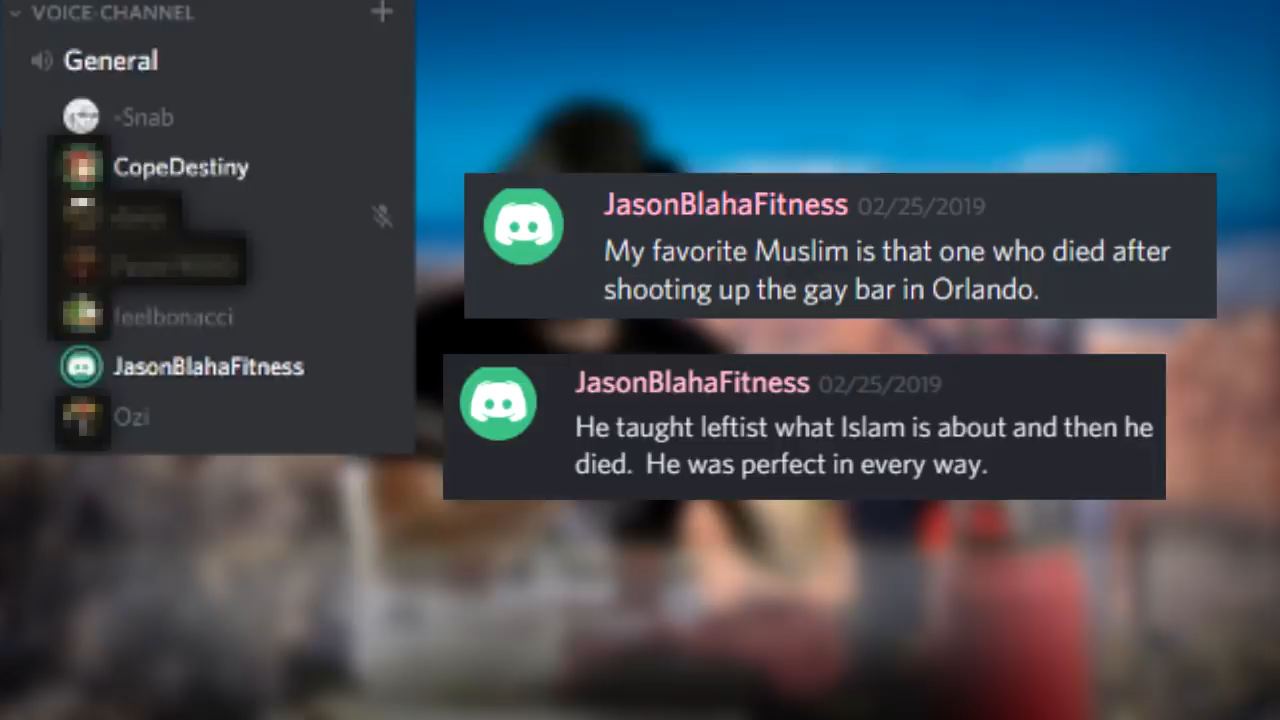 VOICE CHANNEL
General
-Snab
CopeDestiny
leelbonacci
JasonBlahaFitness
Ozi
JasonBlahaFitness 02/25/2019
My favorite Muslim is that one who died after
shooting up the gay bar in Orlando.
JasonBlahaFitness 02/25/2019
He taught leftist what Islam is about and then he
died. He was perfect in every way.